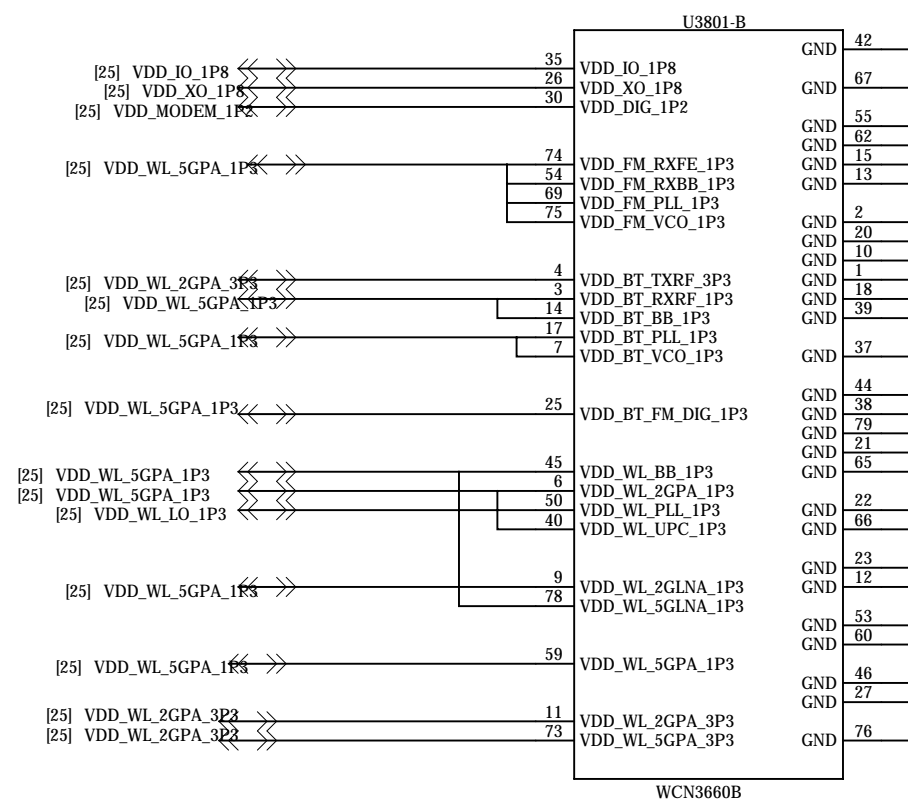 U3801-B
GND 42
[25] VDD_IO_1P8 35 VDD_IO_1P8
[25] VDD_XO_1P8 26 VDD_XO_1P8 GND 67
[25] VDD_MODEM_1P2 30 VDD_DIG_1P2
GND 55
GND 62
[25] VDD_WL_5GPA_1P3 74 VDD_FM_RXFE_1P3 GND 15
54 VDD_FM_RXBB_1P3 GND 13
69 VDD_FM_PLL_1P3
75 VDD_FM_VCO_1P3 GND 2
GND 20
GND 10
[25] VDD_WL_2GPA_3P3 4 VDD_BT_TXRF_3P3 GND 1
[25] VDD_WL_5GPA_1P3 3 VDD_BT_RXRF_1P3 GND 18
14 VDD_BT_BB_1P3 GND 39
[25] VDD_WL_5GPA_1P3 17 VDD_BT_PLL_1P3
7 VDD_BT_VCO_1P3 GND 37
GND 44
[25] VDD_WL_5GPA_1P3 25 VDD_BT_FM_DIG_1P3 GND 38
GND 79
GND 21
[25] VDD_WL_5GPA_1P3 45 VDD_WL_BB_1P3 GND 65
[25] VDD_WL_5GPA_1P3 6 VDD_WL_2GPA_1P3
[25] VDD_WL_LO_1P3 50 VDD_WL_PLL_1P3 GND 22
40 VDD_WL_UPC_1P3 GND 66
GND 23
[25] VDD_WL_5GPA_1P3 9 VDD_WL_2GLNA_1P3 GND 12
78 VDD_WL_5GLNA_1P3
GND 53
GND 60
[25] VDD_WL_5GPA_1P3 59 VDD_WL_5GPA_1P3
GND 46
GND 27
[25] VDD_WL_2GPA_3P3 11 VDD_WL_2GPA_3P3
[25] VDD_WL_2GPA_3P3 73 VDD_WL_5GPA_3P3 GND 76
WCN3660B